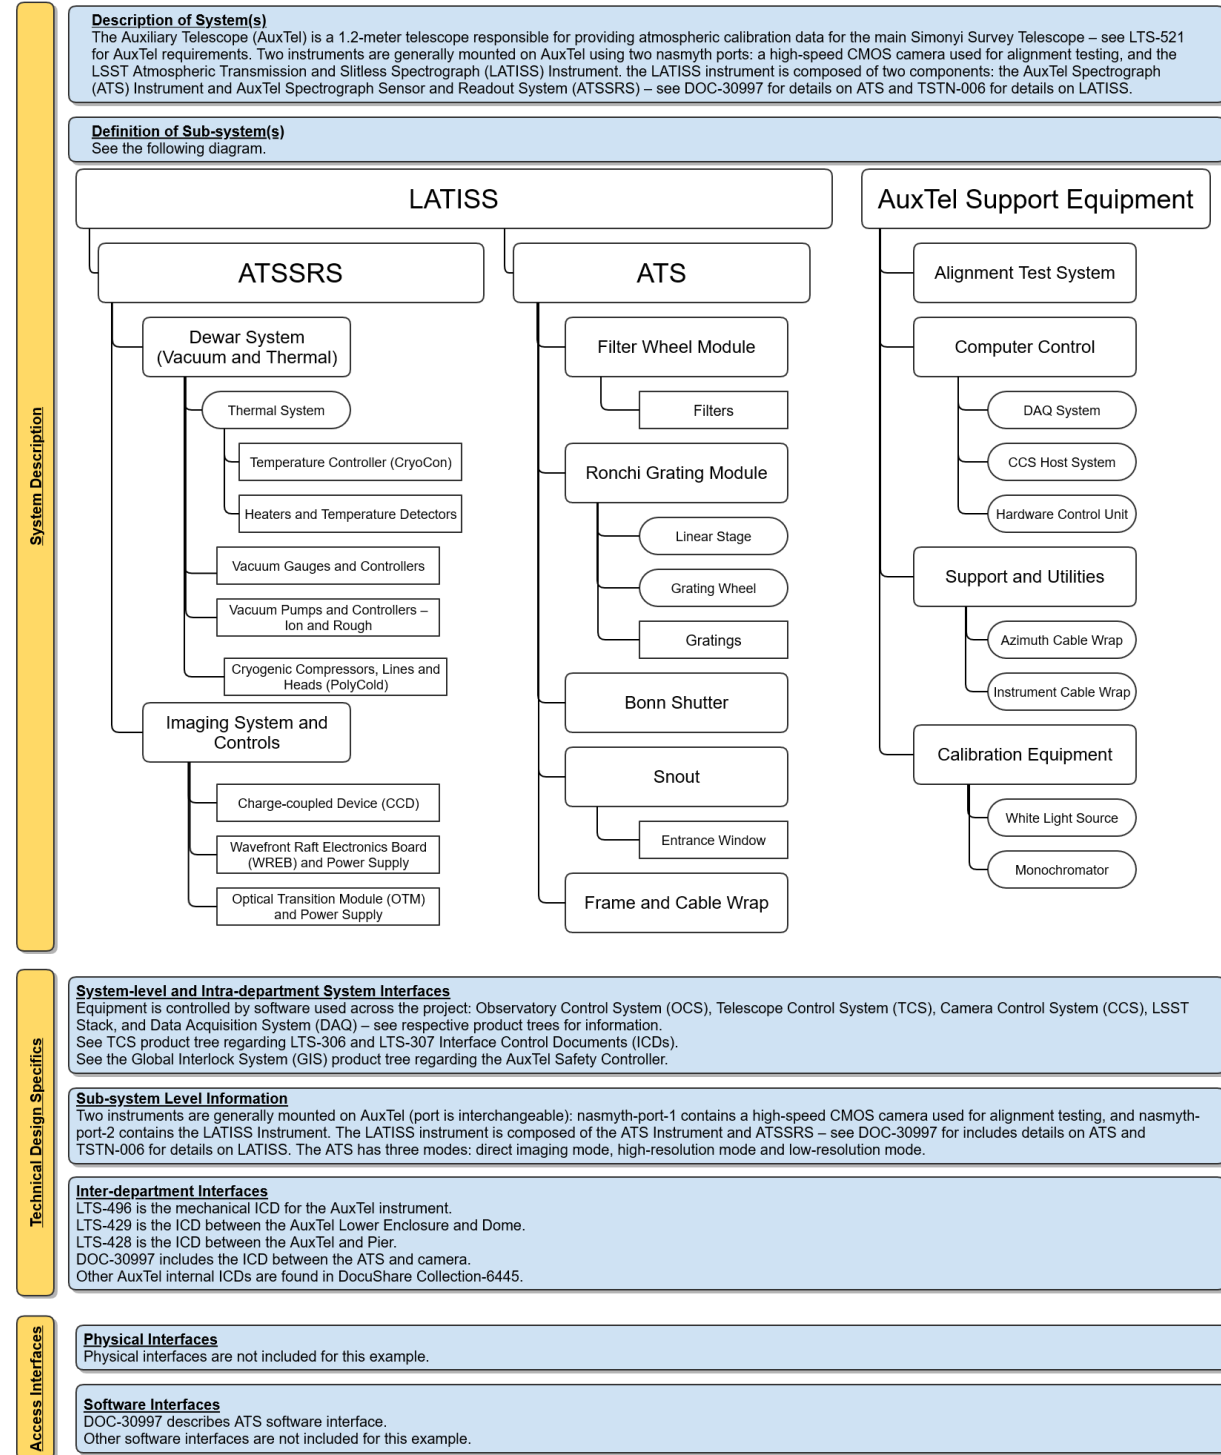 System Description
Description of System(s)
The Auxiliary Telescope (AuxTel) is a 1.2-meter telescope responsible for providing atmospheric calibration data for the main Simonyi Survey Telescope – see LTS-521
for AuxTel requirements. Two instruments are generally mounted on AuxTel using two nasmyth ports: a high-speed CMOS camera used for alignment testing, and the
LSST Atmospheric Transmission and Slitless Spectrograph (LATISS) Instrument. the LATISS instrument is composed of two components: the AuxTel Spectrograph
(ATS) Instrument and AuxTel Spectrograph Sensor and Readout System (ATSSRS) – see DOC-30997 for details on ATS and TSTN-006 for details on LATISS.
Definition of Sub-system(s)
See the following diagram.
LATISS
ATSSRS
Dewar System
(Vacuum and Thermal)
Thermal System
Temperature Controller (CryoCon)
Heaters and Temperature Detectors
Vacuum Gauges and Controllers
Vacuum Pumps and Controllers –
Ion and Rough
Cryogenic Compressors, Lines and
Heads (PolyCold)
Imaging System and
Controls
Charge-coupled Device (CCD)
Wavefront Raft Electronics Board
(WREB) and Power Supply
Optical Transition Module (OTM)
and Power Supply
ATS
Filter Wheel Module
Filters
Ronchi Grating Module
Linear Stage
Grating Wheel
Gratings
Bonn Shutter
Snout
Entrance Window
Frame and Cable Wrap
AuxTel Support Equipment
Alignment Test System
Computer Control
DAQ System
CCS Host System
Hardware Control Unit
Support and Utilities
Azimuth Cable Wrap
Instrument Cable Wrap
Calibration Equipment
White Light Source
Monochromator
Technical Design Specifics
System-level and Intra-department System Interfaces
Equipment is controlled by software used across the project: Observatory Control System (OCS), Telescope Control System (TCS), Camera Control System (CCS), LSST
Stack, and Data Acquisition System (DAQ) – see respective product trees for information.
See TCS product tree regarding LTS-306 and LTS-307 Interface Control Documents (ICDs).
See the Global Interlock System (GIS) product tree regarding the AuxTel Safety Controller.
Sub-system Level Information
Two instruments are generally mounted on AuxTel (port is interchangeable): nasmyth-port-1 contains a high-speed CMOS camera used for alignment testing, and nasmyth-
port-2 contains the LATISS Instrument. The LATISS instrument is composed of the ATS Instrument and ATSSRS – see DOC-30997 for includes details on ATS and
TSTN-006 for details on LATISS. The ATS has three modes: direct imaging mode, high-resolution mode and low-resolution mode.
Inter-department Interfaces
LTS-496 is the mechanical ICD for the AuxTel instrument.
LTS-429 is the ICD between the AuxTel Lower Enclosure and Dome.
LTS-428 is the ICD between the AuxTel and Pier.
DOC-30997 includes the ICD between the ATS and camera.
Other AuxTel internal ICDs are found in DocuShare Collection-6445.
Access Interfaces
Physical Interfaces
Physical interfaces are not included for this example.
Software Interfaces
DOC-30997 describes ATS software interface.
Other software interfaces are not included for this example.